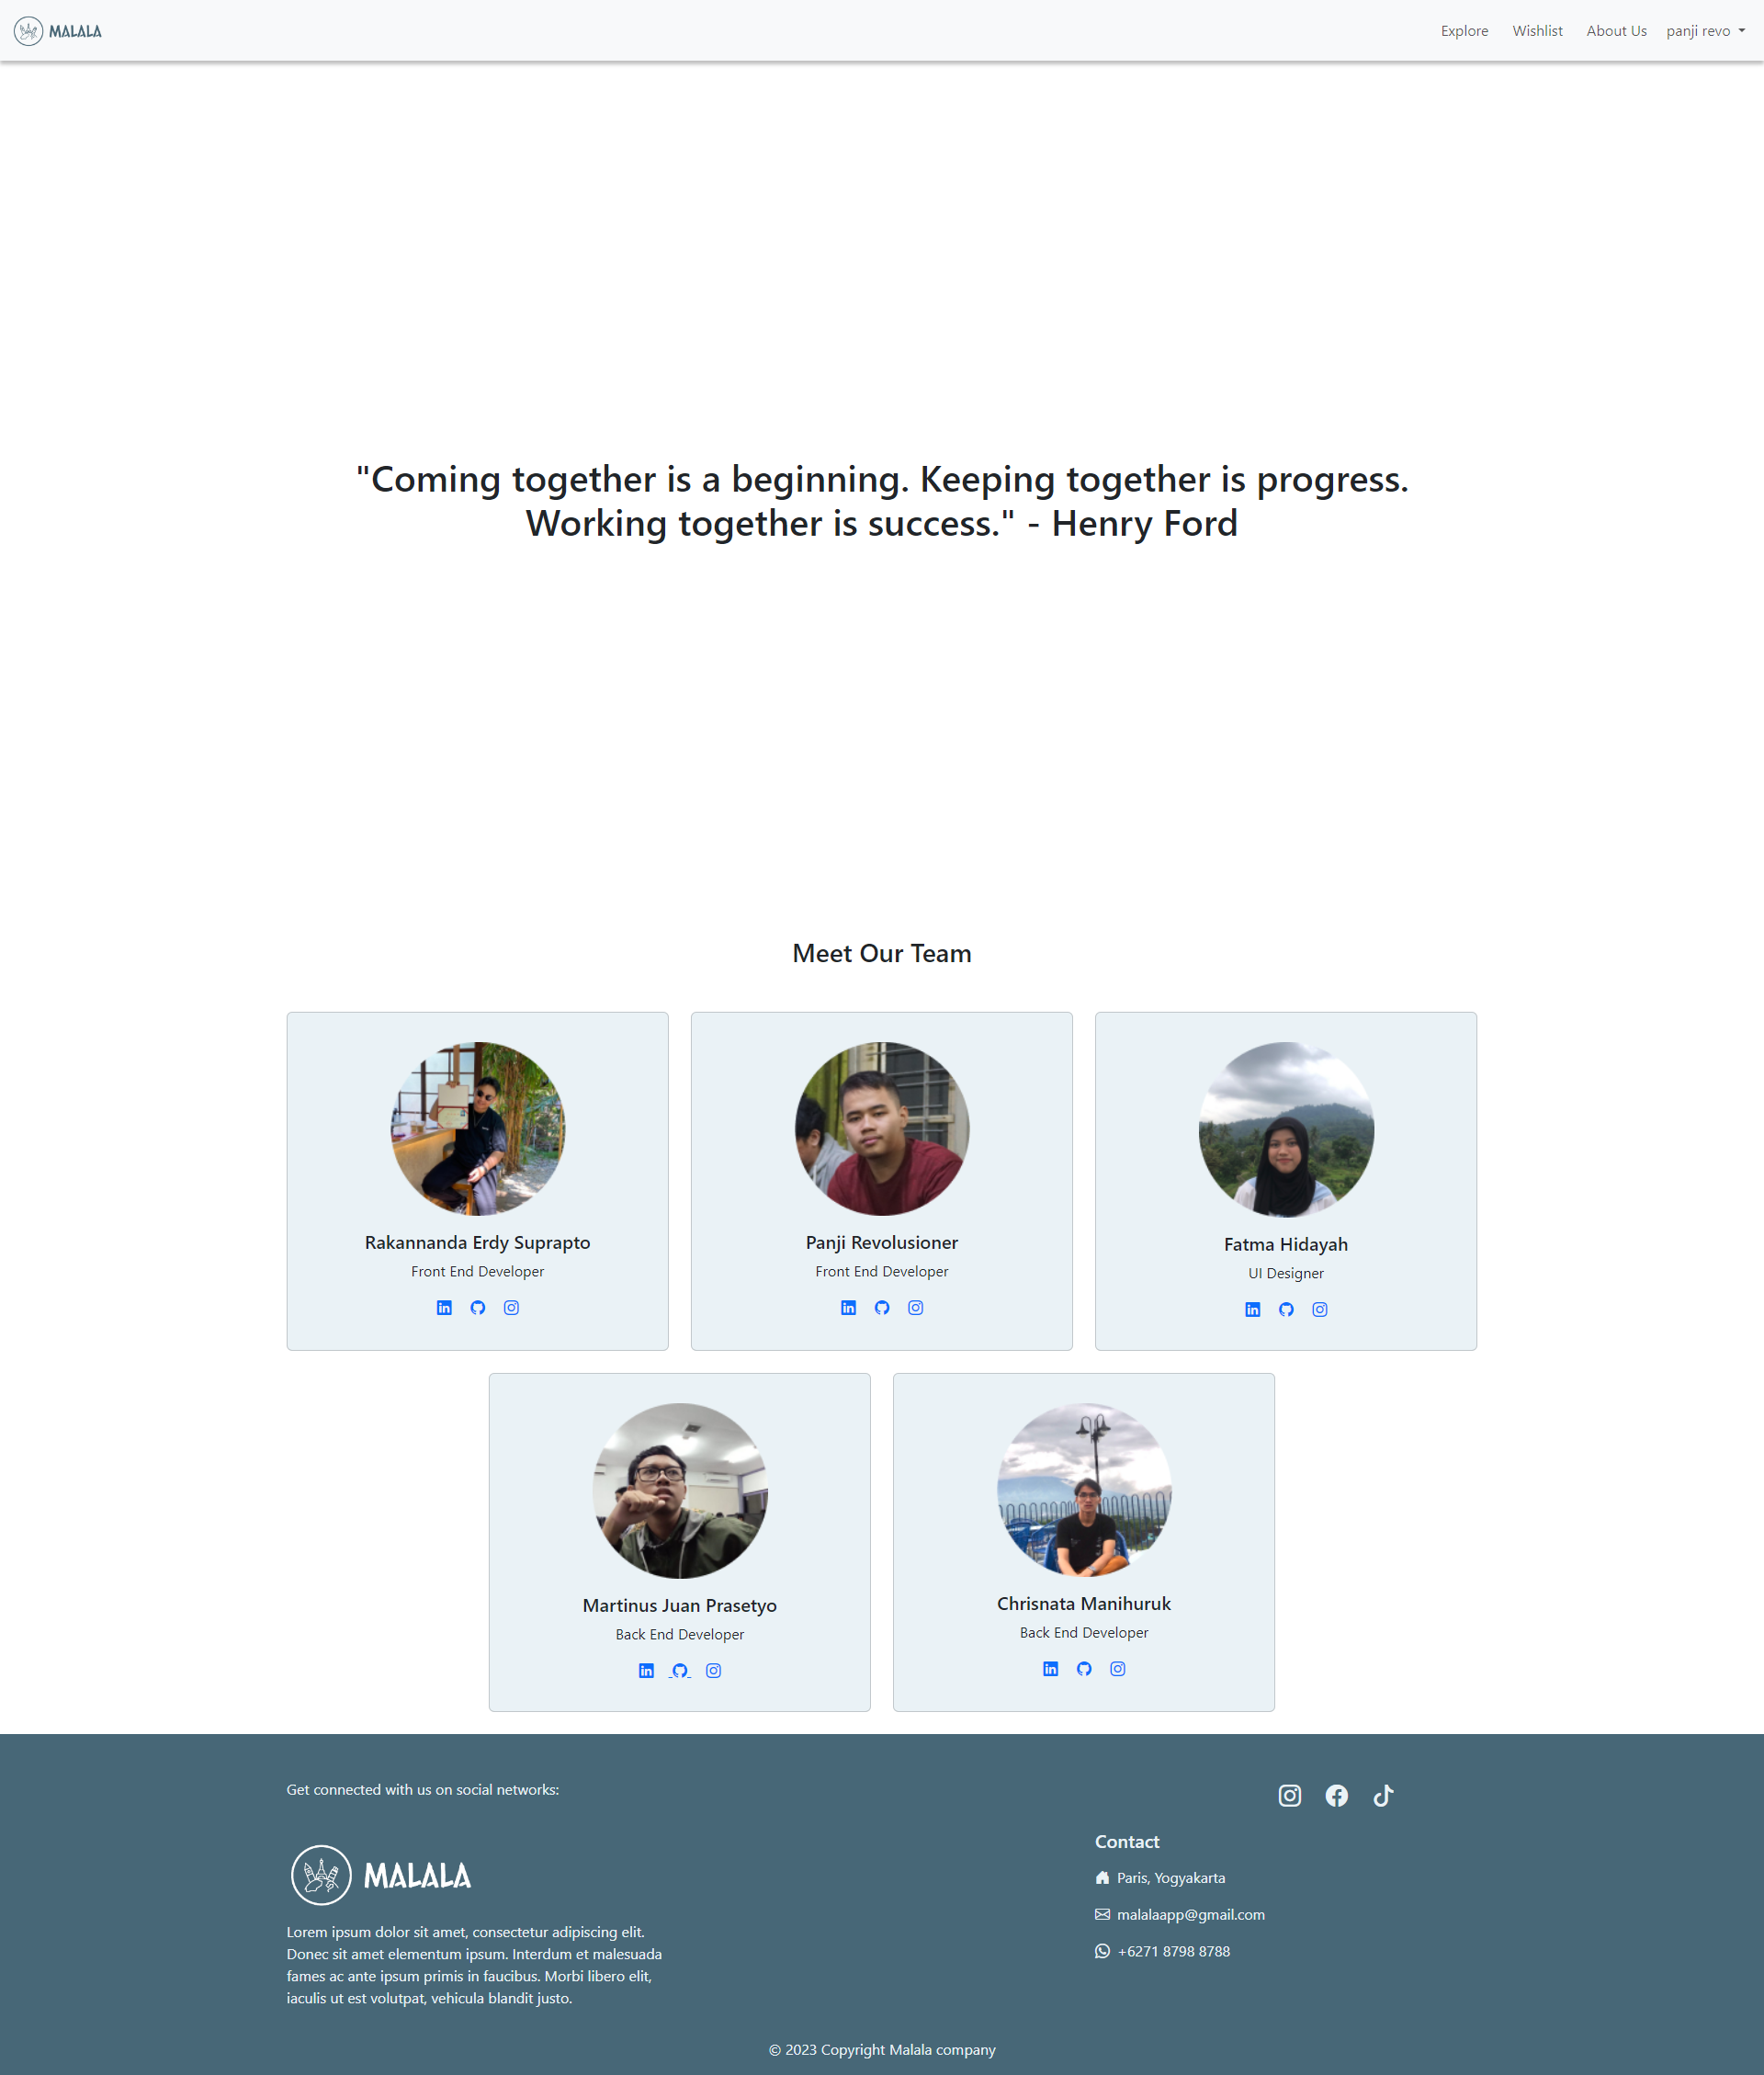 MALALA
Explore Wishlist About Us panji revo
"Coming together is a beginning. Keeping together is progress.
Working together is success." - Henry Ford
Meet Our Team
Rakannanda Erdy Suprapto
Front End Developer
Panji Revolusioner
Front End Developer
Fatma Hidayah
UI Designer
Martinus Juan Prasetyo
Back End Developer
Chrisnata Manihuruk
Back End Developer
Get connected with us on social networks:
MALALA
Lorem ipsum dolor sit amet, consectetur adipiscing elit.
Donec sit amet elementum ipsum. Interdum et malesuada
fames ac ante ipsum primis in faucibus. Morbi libero elit,
iaculis ut est volutpat, vehicula blandit justo.
Contact
Paris, Yogyakarta
malalaapp@gmail.com
+6271 8798 8788
© 2023 Copyright Malala company